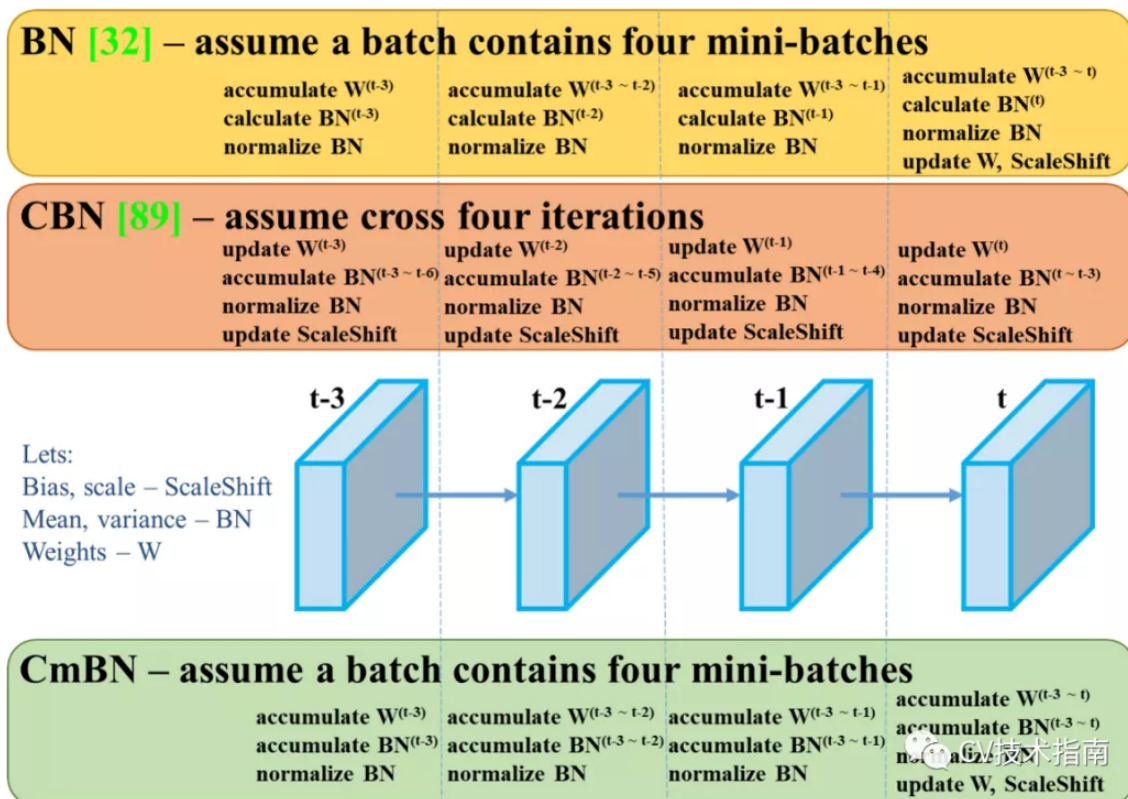 BN [32] – assume a batch contains four mini-batches
accumulate W(t-3)
calculate BN(t-3)
normalize BN
accumulate W(t-3 ~ t-2)
calculate BN(t-2)
normalize BN
accumulate W(t-3 ~ t-1)
calculate BN(t-1)
normalize BN
accumulate W(t-3 ~ t)
calculate BN(t)
normalize BN
update W, ScaleShift
CBN [89] – assume cross four iterations
update W(t-3)
accumulate BN(t-3 ~ t-6)
normalize BN
update ScaleShift
update W(t-2)
accumulate BN(t-2 ~ t-5)
normalize BN
update ScaleShift
update W(t-1)
accumulate BN(t-1 ~ t-4)
normalize BN
update ScaleShift
update W(t)
accumulate BN(t ~ t-3)
normalize BN
update ScaleShift
t-3
t-2
t-1
t
Lets:
Bias, scale – ScaleShift
Mean, variance – BN
Weights – W
CmBN – assume a batch contains four mini-batches
accumulate W(t-3)
accumulate BN(t-3)
normalize BN
accumulate W(t-3 ~ t-2)
accumulate BN(t-3 ~ t-2)
normalize BN
accumulate W(t-3 ~ t-1)
accumulate BN(t-3 ~ t-1)
normalize BN
accumulate W(t-3 ~ t)
accumulate BN(t-3 ~ t)
normalize BN
update W, ScaleShift
CV技术指南